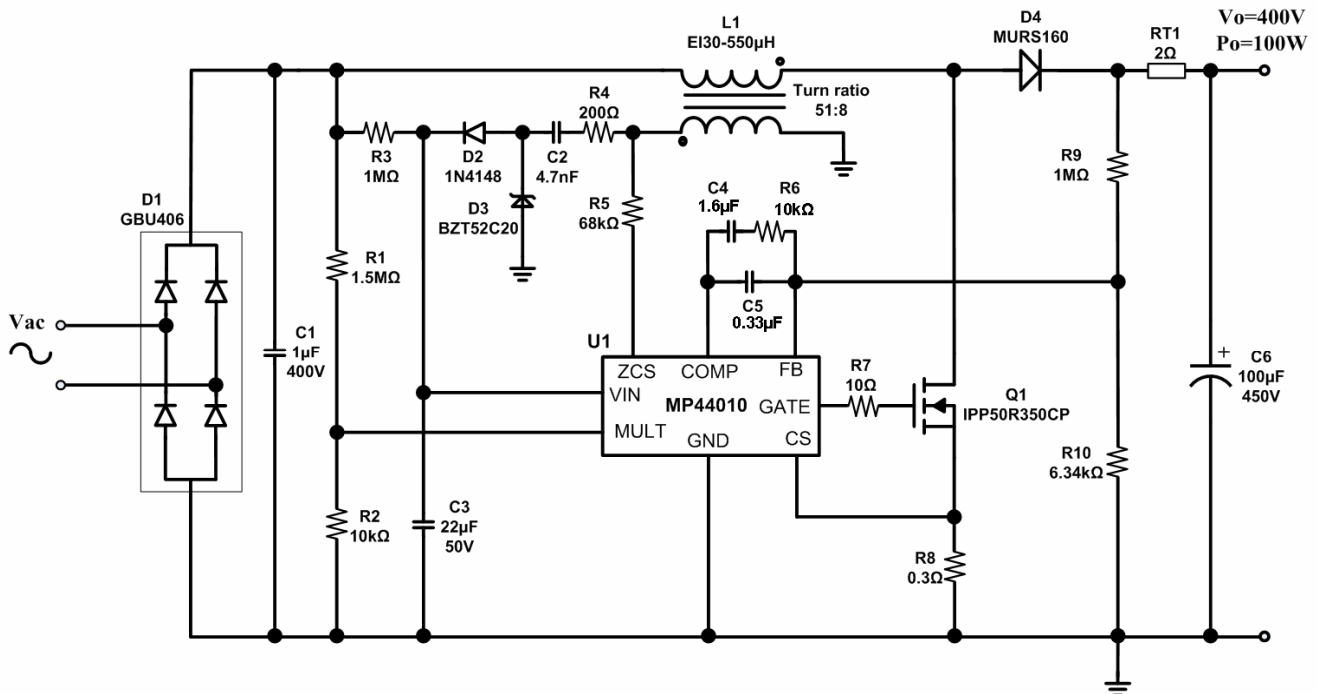 L1
EI30-550µH
D4
MURS160
RT1
2Ω
Vo=400V
Po=100W
Turn ratio
51:8
R4
200Ω
R3
1MΩ
D2
1N4148
C2
4.7nF
D3
BZT52C20
R5
68kΩ
C4
1.6µF
R6
10kΩ
C5
0.33µF
R9
1MΩ
D1
GBU406
R1
1.5MΩ
Vac
C1
1µF
400V
U1
ZCS
COMP
FB
VIN
MP44010
GATE
MULT
GND
CS
R7
10Ω
Q1
IPP50R350CP
+
C6
100µF
450V
R10
6.34kΩ
R2
10kΩ
C3
22µF
50V
R8
0.3Ω